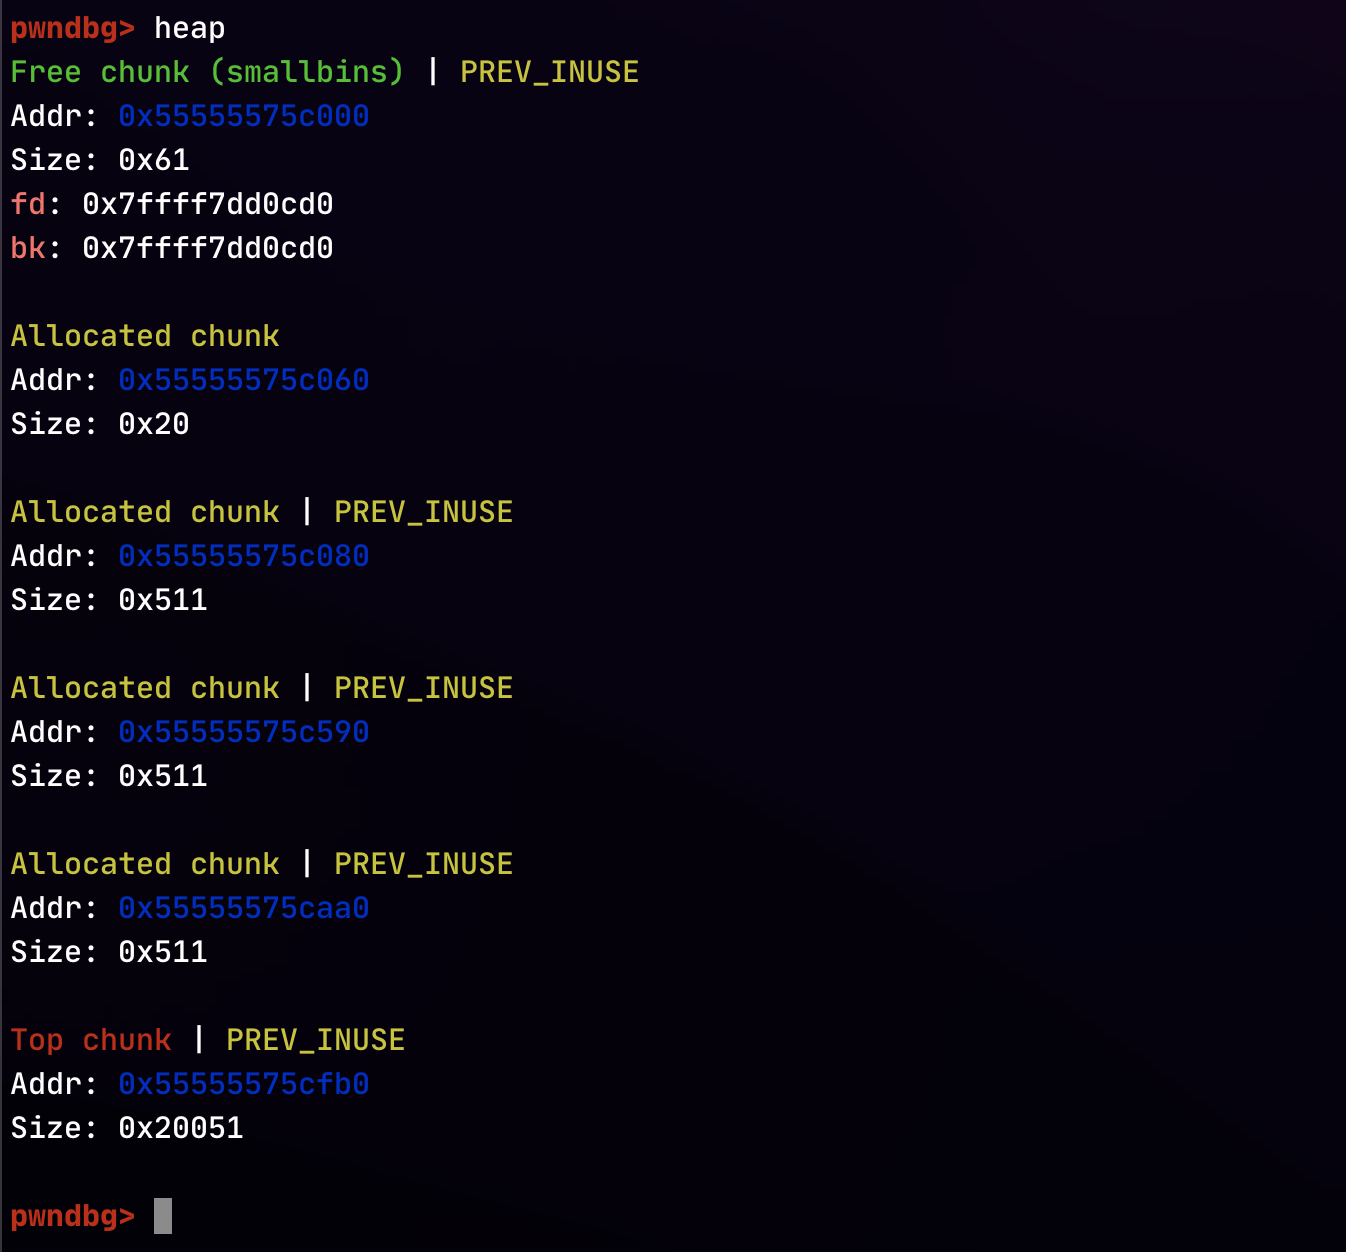 pwndbg> heap
Free chunk (smallbins) | PREV_INUSE
Addr: 0x55555575c000
Size: 0x61
fd: 0x7ffff7dd0cd0
bk: 0x7ffff7dd0cd0
Allocated chunk
Addr: 0x55555575c060
Size: 0x20
Allocated chunk | PREV_INUSE
Addr: 0x55555575c080
Size: 0x511
Allocated chunk | PREV_INUSE
Addr: 0x55555575c590
Size: 0x511
Allocated chunk | PREV_INUSE
Addr: 0x55555575caa0
Size: 0x511
Top chunk | PREV_INUSE
Addr: 0x55555575cfb0
Size: 0x20051
pwndbg>